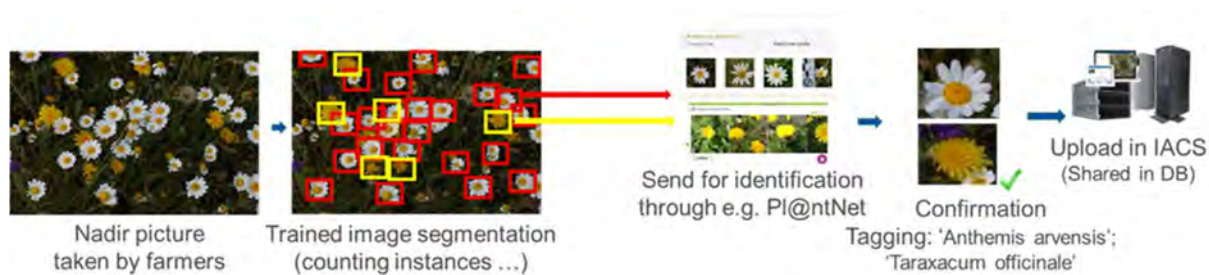 Nadir picture
taken by farmers
Trained image segmentation
(counting instances …)
Send for identification
through e.g. Pl@ntNet
Confirmation
Tagging: 'Anthemis arvensis';
'Taraxacum officinale'
Upload in IACS
(Shared in DB)